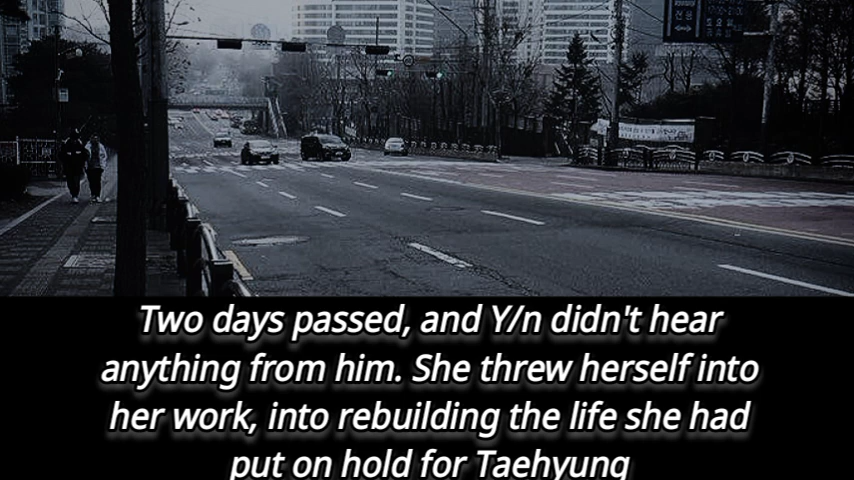 Two days passed, and Y/n didn't hear
anything from him. She threw herself into
her work, into rebuilding the life she had
put on hold for Taehyung